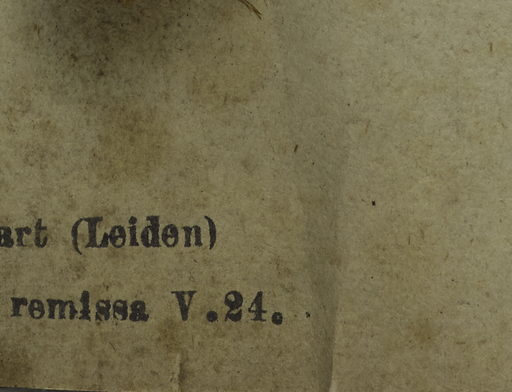 art (Leiden)
remissa V.24.